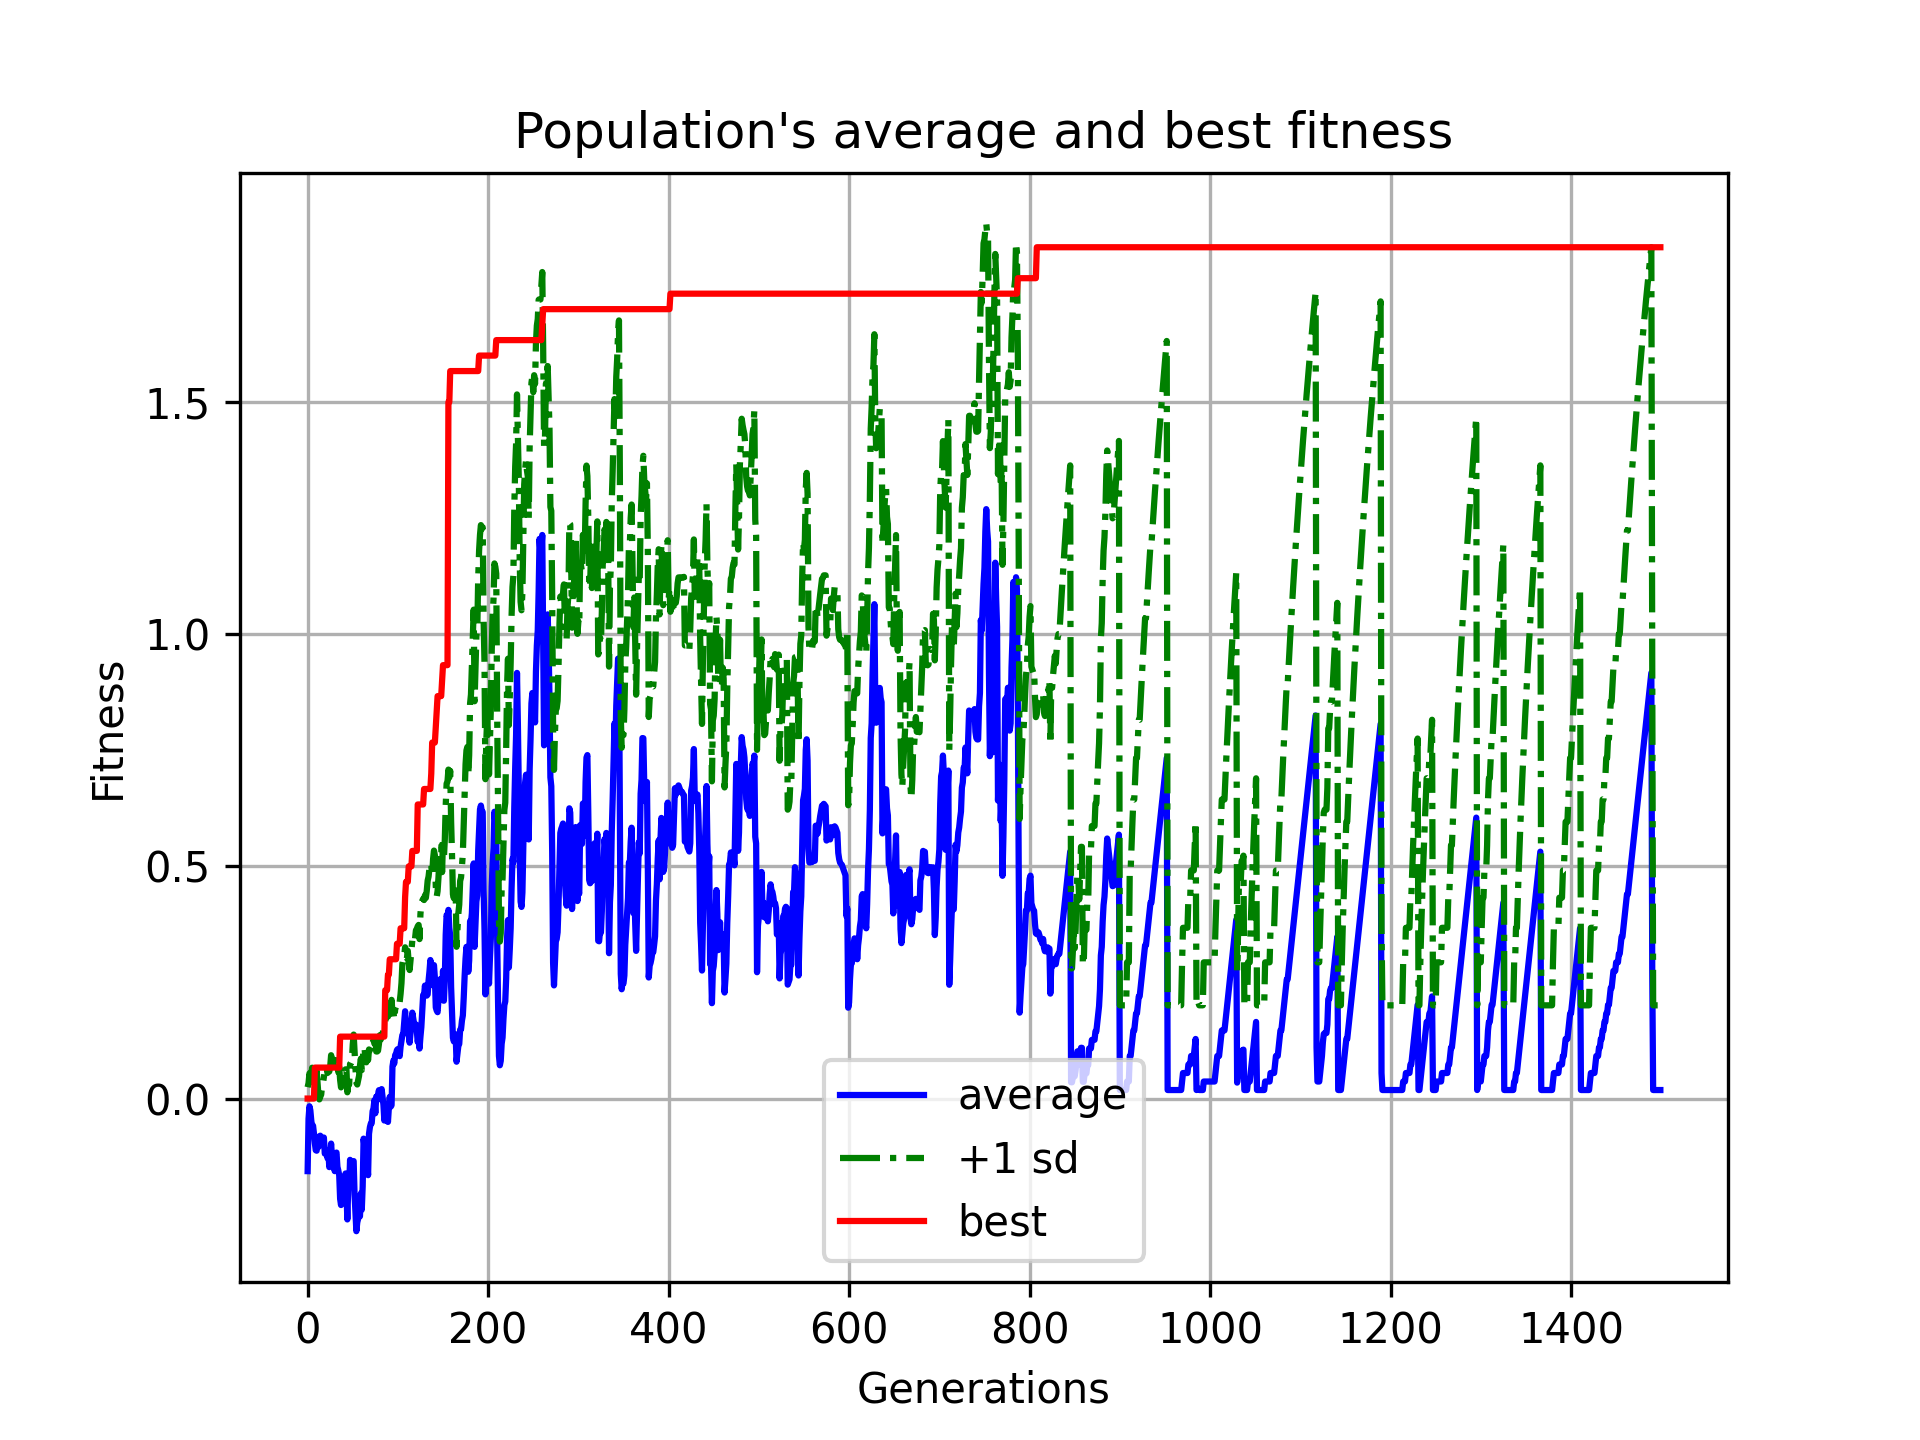 Population's average and best fitness
Fitness
1.5
1.0
0.5
0.0
average
+1 sd
best
0 200 400 600 800 1000 1200 1400
Generations